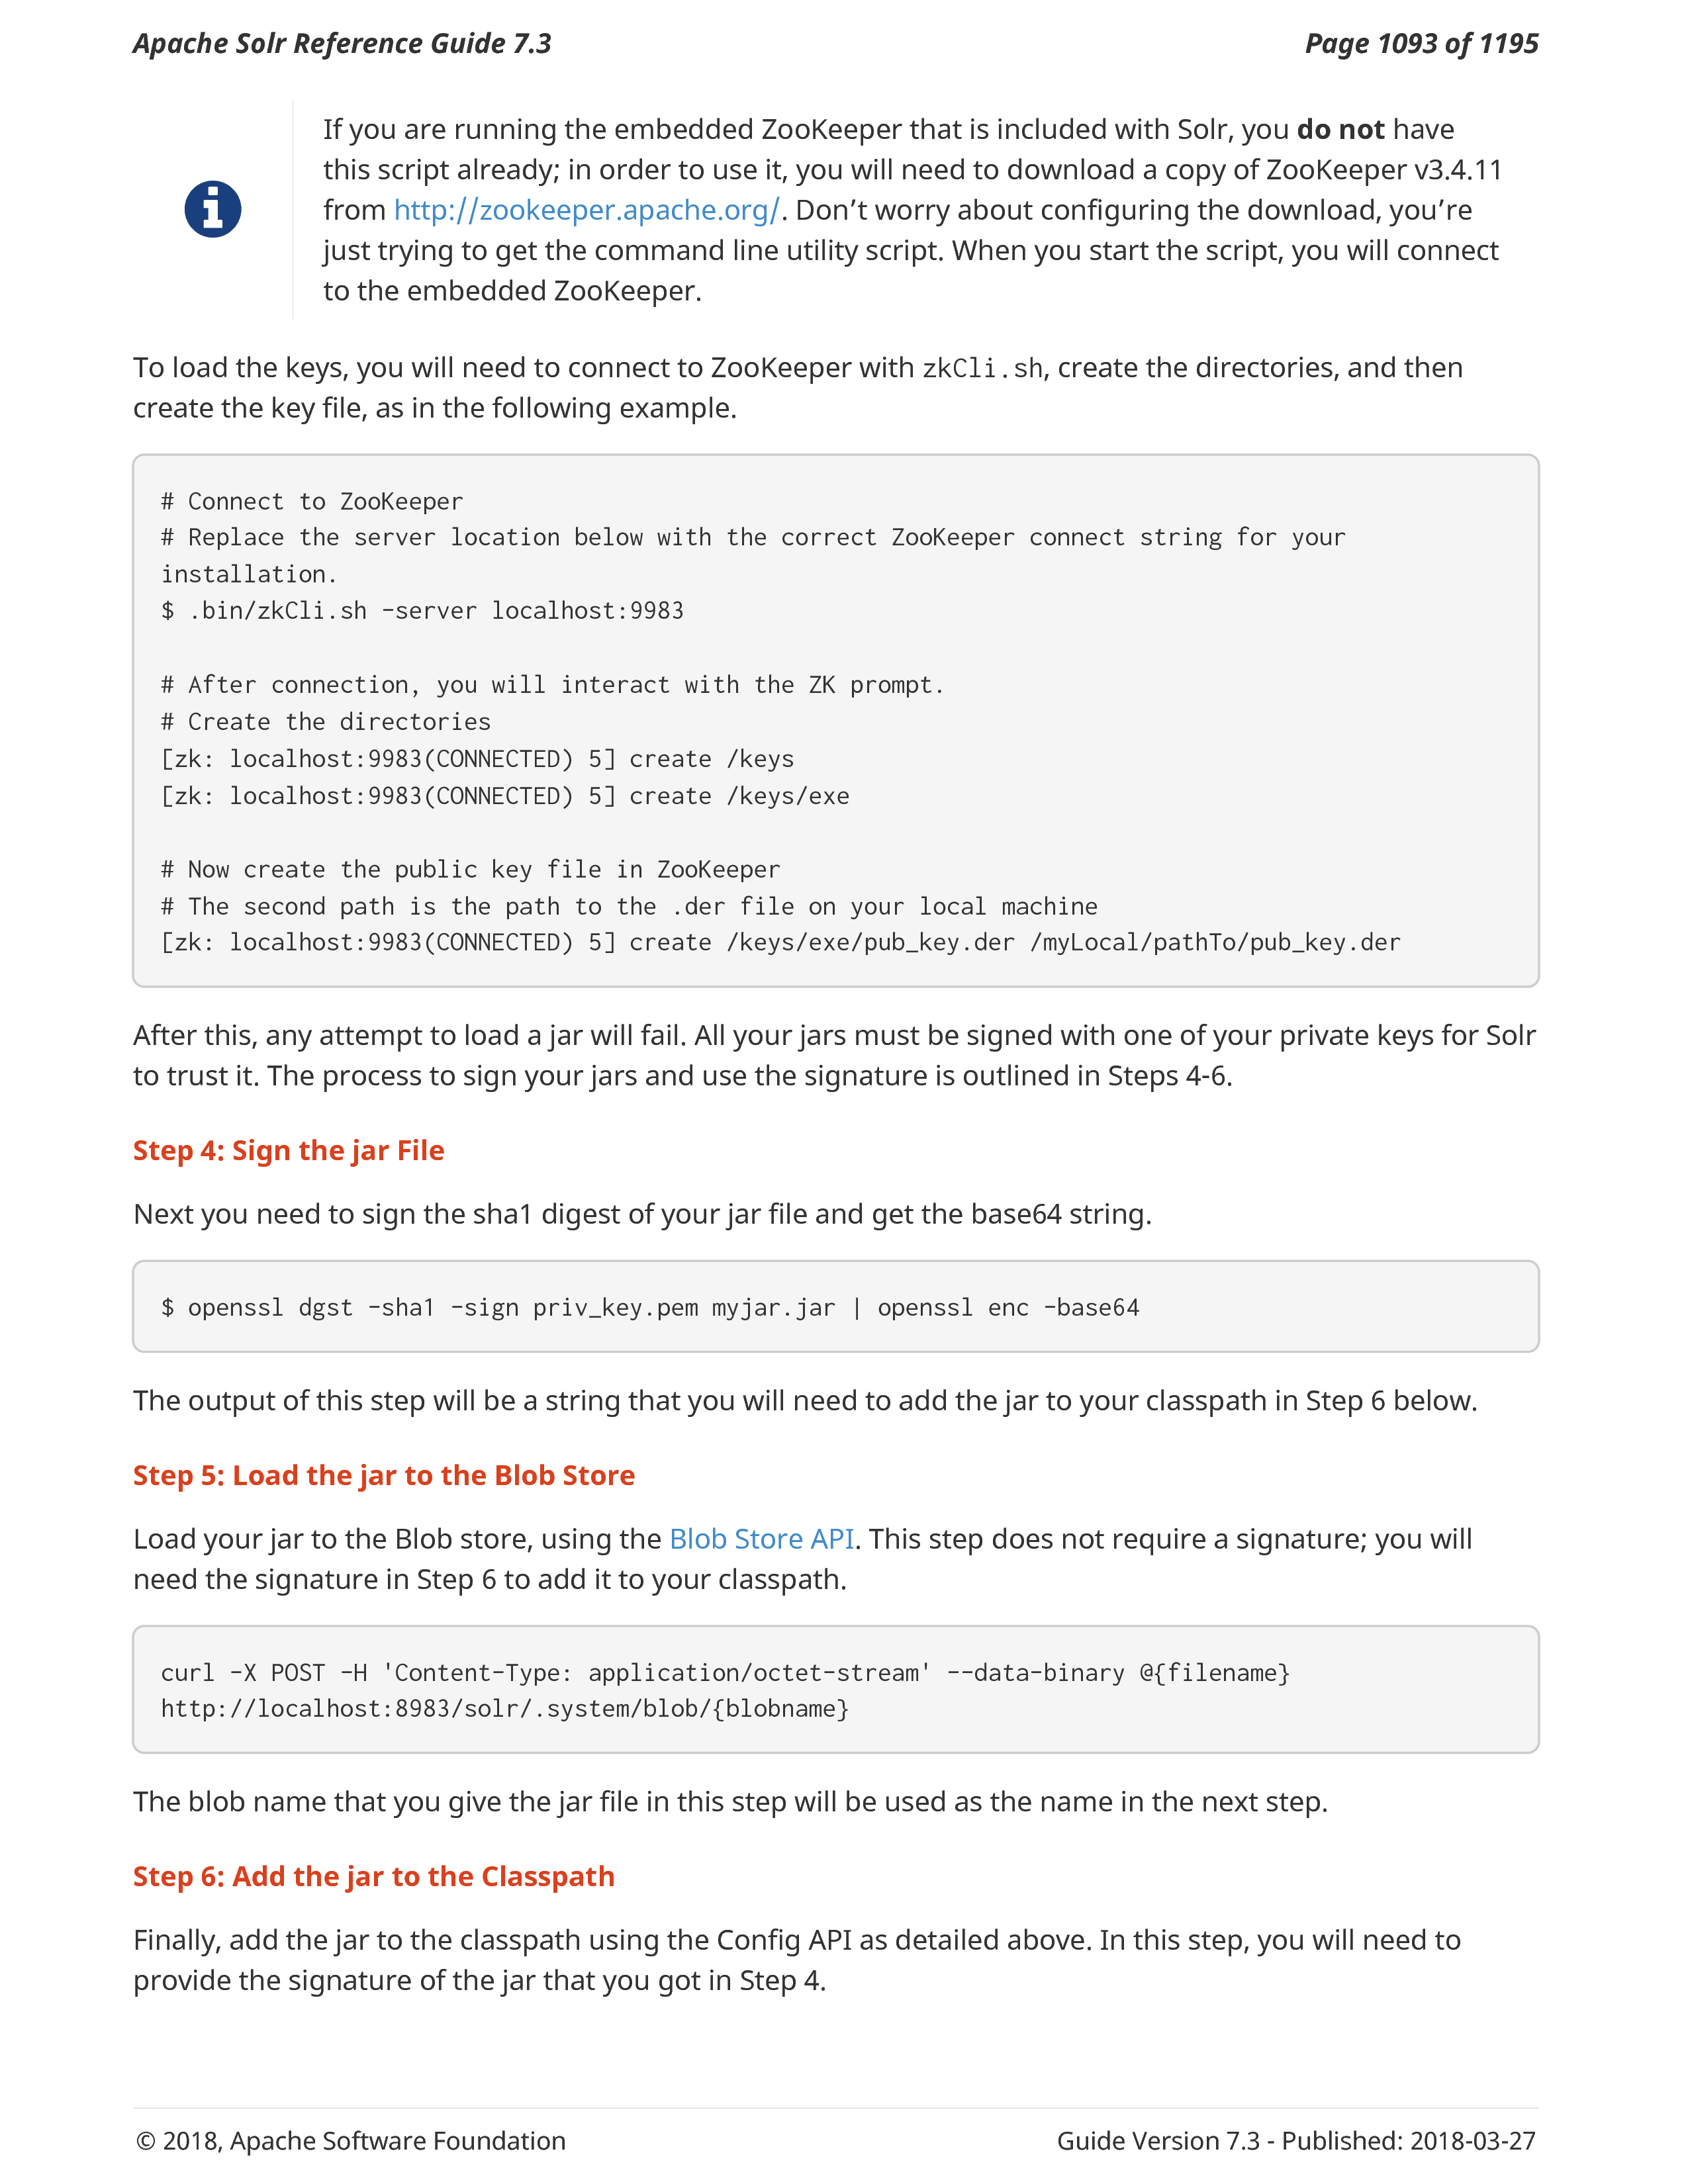 Apache Solr Reference Guide 7.3
Page 1093 of 1195
If you are running the embedded ZooKeeper that is included with Solr, you do not have
this script already; in order to use it, you will need to download a copy of ZooKeeper v3.4.11
from http://zookeeper.apache.org/. Don’t worry about configuring the download, you’re
just trying to get the command line utility script. When you start the script, you will connect
to the embedded ZooKeeper.
To load the keys, you will need to connect to ZooKeeper with zkCli.sh, create the directories, and then
create the key file, as in the following example.
# Connect to ZooKeeper
# Replace the server location below with the correct ZooKeeper connect string for your
installation.
$ .bin/zkCli.sh -server localhost:9983
# After connection, you will interact with the ZK prompt.
# Create the directories
[zk: localhost:9983(CONNECTED) 5] create /keys
[zk: localhost:9983(CONNECTED) 5] create /keys/exe
# Now create the public key file in ZooKeeper
# The second path is the path to the .der file on your local machine
[zk: localhost:9983(CONNECTED) 5] create /keys/exe/pub_key.der /myLocal/pathTo/pub_key.der
After this, any attempt to load a jar will fail. All your jars must be signed with one of your private keys for Solr
to trust it. The process to sign your jars and use the signature is outlined in Steps 4-6.
Step 4: Sign the jar File
Next you need to sign the sha1 digest of your jar file and get the base64 string.
$ openssl dgst -sha1 -sign priv_key.pem myjar.jar | openssl enc -base64
The output of this step will be a string that you will need to add the jar to your classpath in Step 6 below.
Step 5: Load the jar to the Blob Store
Load your jar to the Blob store, using the Blob Store API. This step does not require a signature; you will
need the signature in Step 6 to add it to your classpath.
curl -X POST -H 'Content-Type: application/octet-stream' --data-binary @{filename}
http://localhost:8983/solr/.system/blob/{blobname}
The blob name that you give the jar file in this step will be used as the name in the next step.
Step 6: Add the jar to the Classpath
Finally, add the jar to the classpath using the Config API as detailed above. In this step, you will need to
provide the signature of the jar that you got in Step 4.
© 2018, Apache Software Foundation
Guide Version 7.3 - Published: 2018-03-27